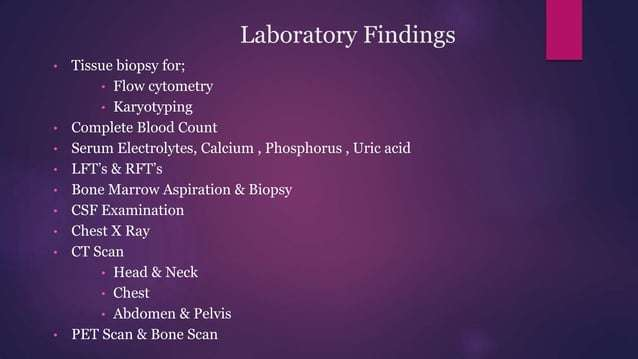 Laboratory Findings
• Tissue biopsy for;
• Flow cytometry
• Karyotyping
• Complete Blood Count
• Serum Electrolytes, Calcium , Phosphorus , Uric acid
• LFT’s & RFT’s
• Bone Marrow Aspiration & Biopsy
• CSF Examination
• Chest X Ray
• CT Scan
• Head & Neck
• Chest
• Abdomen & Pelvis
• PET Scan & Bone Scan